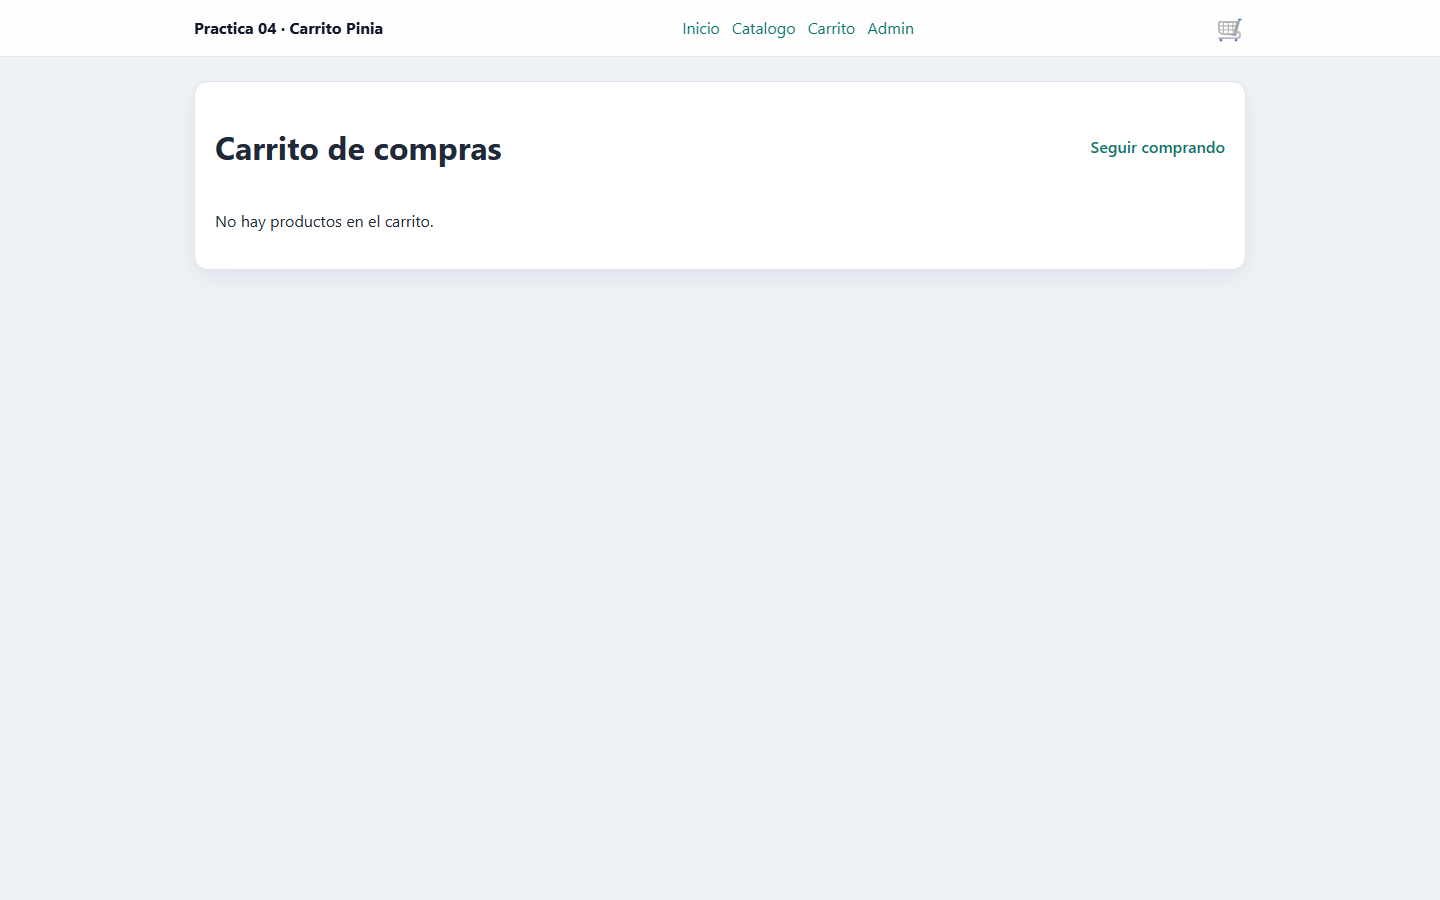 Practica 04 · Carrito Pinia
Inicio Catalogo Carrito Admin
Carrito de compras
Seguir comprando
No hay productos en el carrito.